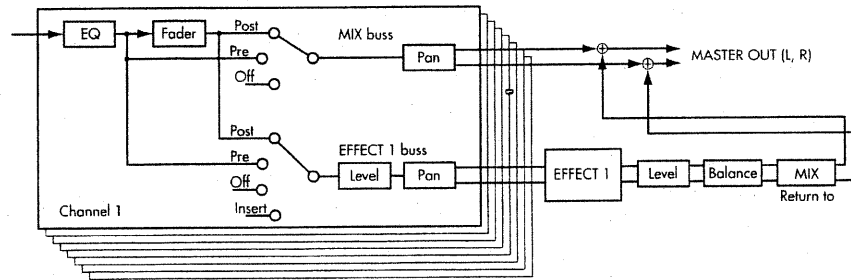 EQ
Fader
Post
MIX buss
Pre
Pan
Off
MASTER OUT (L, R)
Post
EFFECT 1 buss
Pre
Level
Pan
EFFECT 1
Level
Balance
MIX
Off
Return to
Channel 1
Insert